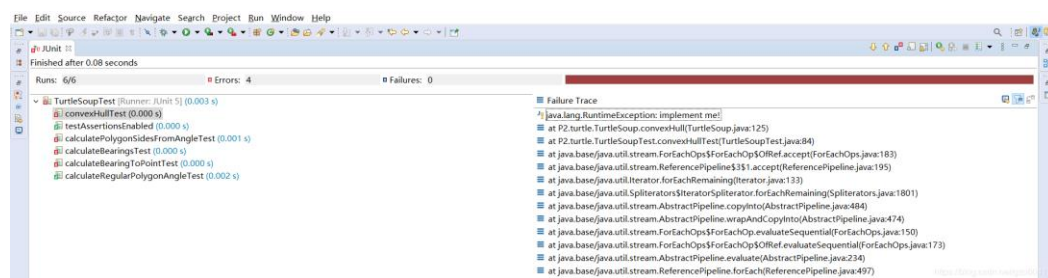 File Edit Source Refactor Navigate Search Project Run Window Help
JUnit
Finished after 0.08 seconds
Runs: 6/6 Errors: 4 Failures: 0
TurtleSoupTest [Runner: JUnit 5] (0.003 s)
convexHullTest (0.000 s)
testAssertionsEnabled (0.000 s)
calculatePolygonSidesFromAngleTest (0.001 s)
calculateBearingsTest (0.000 s)
calculateBearingToPointTest (0.000 s)
calculateRegularPolygonAngleTest (0.002 s)
Failure Trace
java.lang.RuntimeException: implement me!
at P2.turtle.TurtleSoup.convexHull(TurtleSoup.java:125)
at P2.turtle.TurtleSoupTest.convexHullTest(TurtleSoupTest.java:84)
at java.base/java.util.stream.ForEachOps$ForEachOp$OfRef.accept(ForEachOps.java:183)
at java.base/java.util.stream.ReferencePipeline$3$1.accept(ReferencePipeline.java:195)
at java.base/java.util.Iterator.forEachRemaining(Iterator.java:133)
at java.base/java.util.Spliterators$IteratorSpliterator.forEachRemaining(Spliterators.java:1801)
at java.base/java.util.stream.AbstractPipeline.copyInto(AbstractPipeline.java:484)
at java.base/java.util.stream.AbstractPipeline.wrapAndCopyInto(AbstractPipeline.java:474)
at java.base/java.util.stream.ForEachOps$ForEachOp.evaluateSequential(ForEachOps.java:150)
at java.base/java.util.stream.ForEachOps$ForEachOp$OfRef.evaluateSequential(ForEachOps.java:173)
at java.base/java.util.stream.AbstractPipeline.evaluate(AbstractPipeline.java:234)
at java.base/java.util.stream.ReferencePipeline.forEach(ReferencePipeline.java:497)